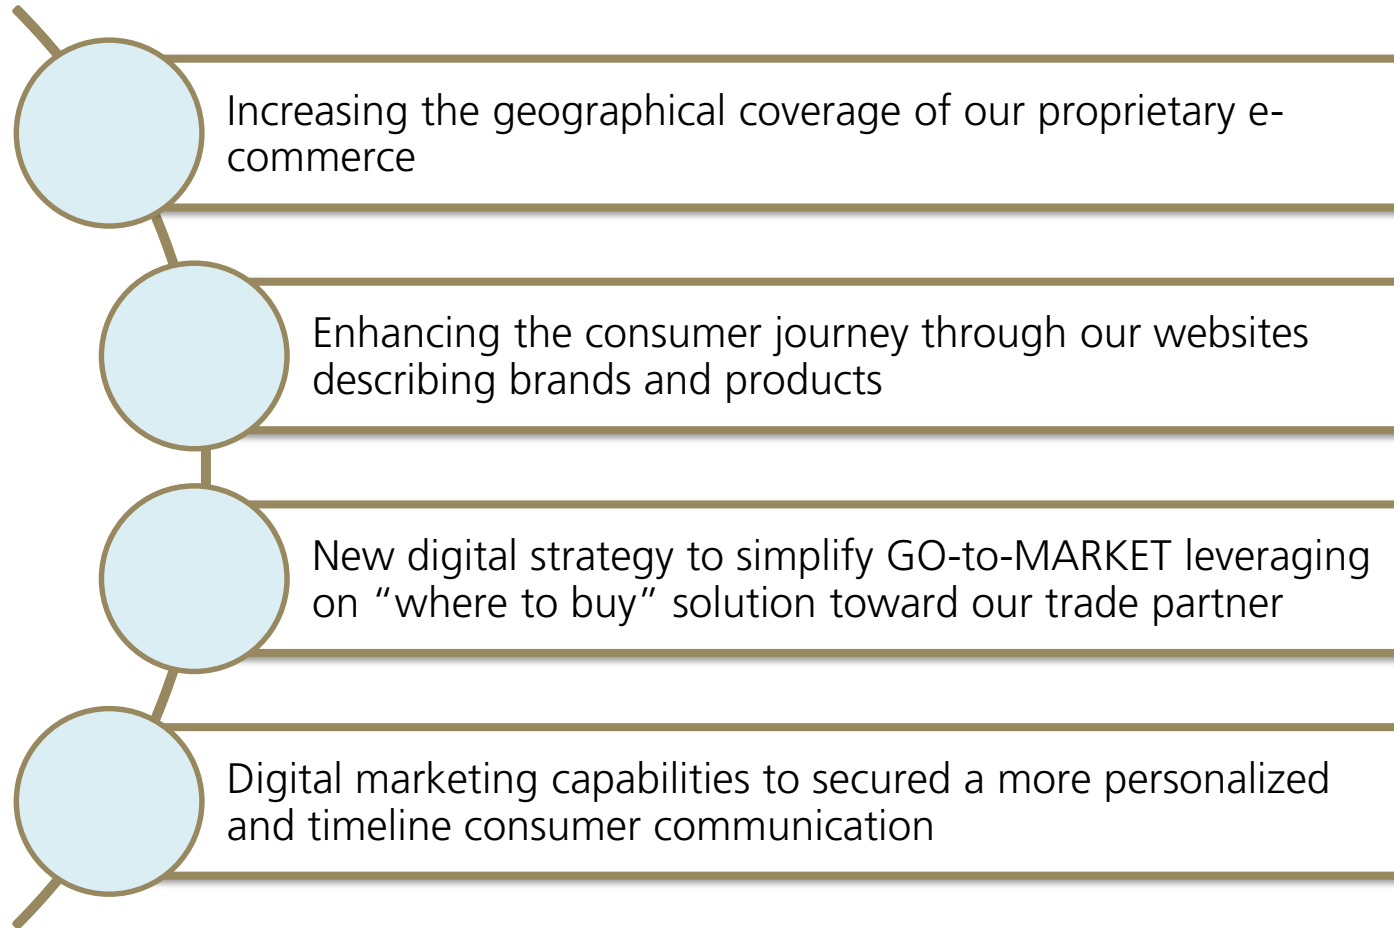 Increasing the geographical coverage of our proprietary e-
commerce
Enhancing the consumer journey through our websites
describing brands and products
New digital strategy to simplify GO-to-MARKET leveraging
on “where to buy” solution toward our trade partner
Digital marketing capabilities to secured a more personalized
and timeline consumer communication